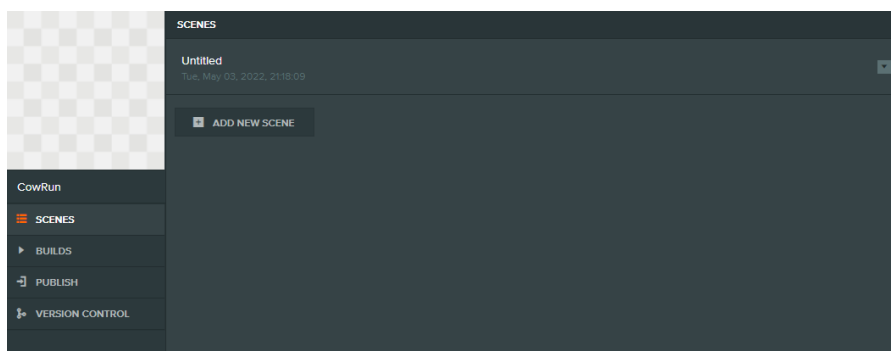 SCENES
Untitled
Tue, May 03, 2022, 21:18:09
ADD NEW SCENE
CowRun
SCENES
BUILDS
PUBLISH
VERSION CONTROL